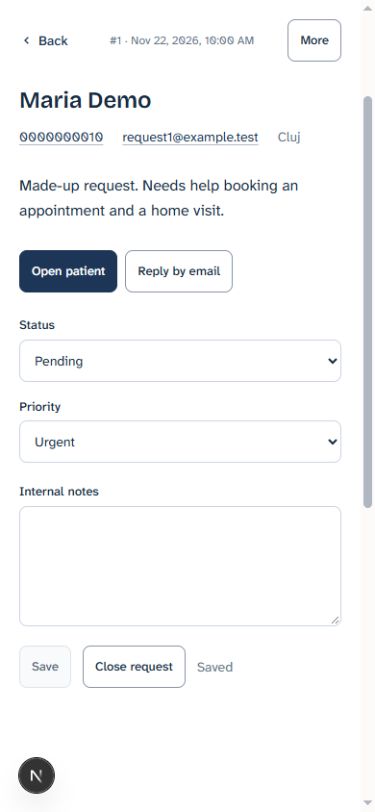 Back
#1 · Nov 22, 2026, 10:00 AM
More
Maria Demo
0000000010 request1@example.test Cluj
Made-up request. Needs help booking an
appointment and a home visit.
Open patient
Reply by email
Status
Pending
Priority
Urgent
Internal notes
Save
Close request
Saved
N